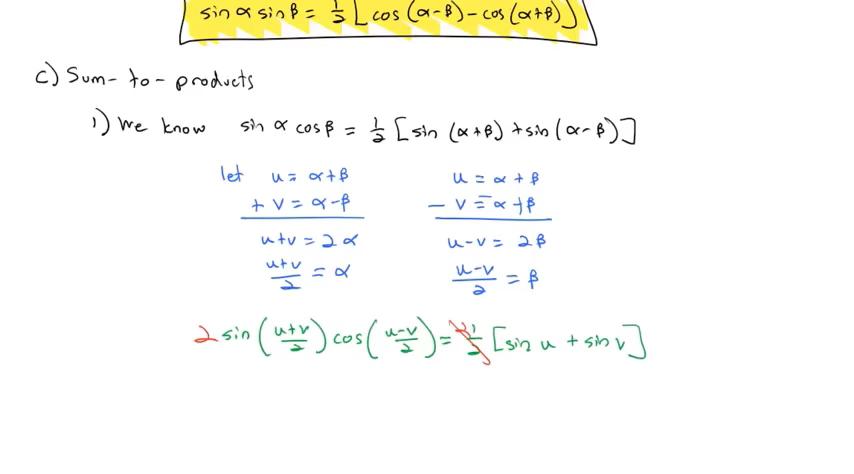 sin α sin β = 1/2 [ cos (α-β) - cos (α+β) ]
C) Sum-to-products
1) We know sin α cos β = 1/2 [ sin (α+β) + sin (α-β) ]
let u = α+β
+ v = α-β
u+v = 2α
u+v/2 = α
u = α + β
- v = α + β
u-v = 2β
u-v/2 = β
2 sin (u+v/2) cos (u-v/2) = 1/2 [ sin u + sin v ]